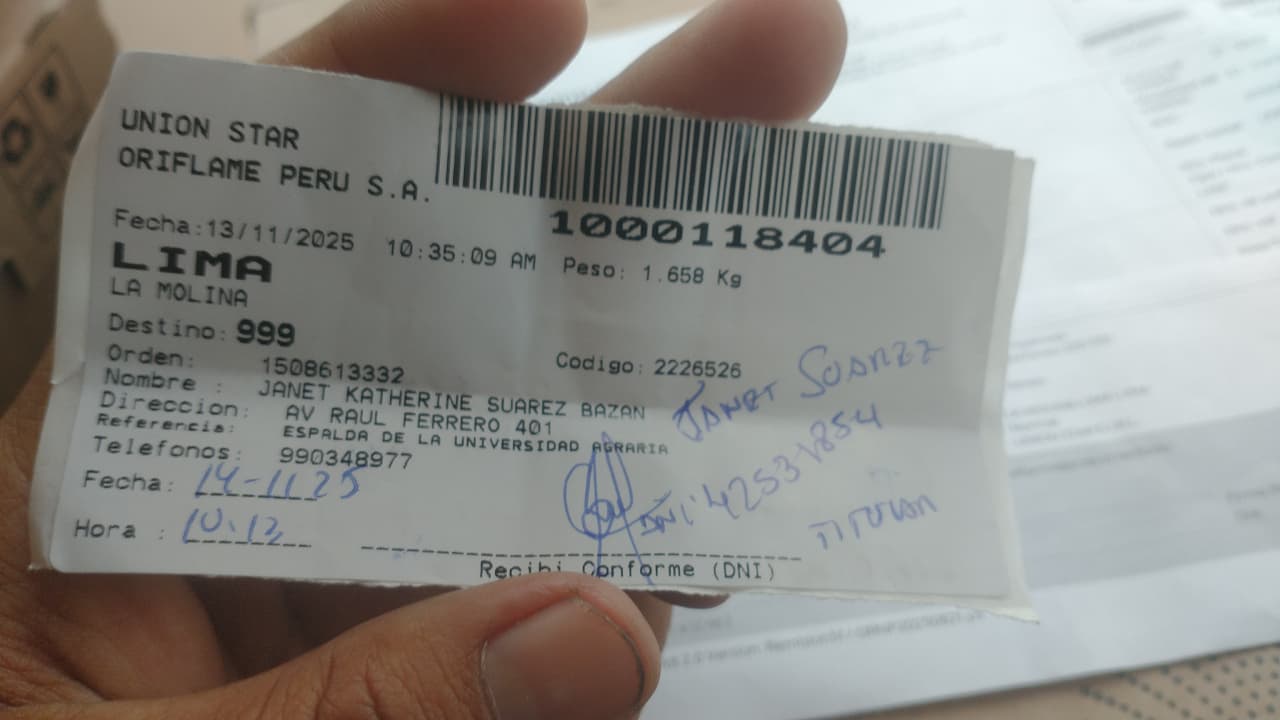 UNION STAR
ORIFLAME PERU S.A.
1000118404
Fecha:13/11/2025 10:35:09 AM Peso: 1.658 Kg
LIMA
LA MOLINA
Destino: 999
Orden: 1508613332 Codigo: 2226526
Nombre : JANET KATHERINE SUAREZ BAZAN
Direccion: AV RAUL FERRERO 401
Referencia: ESPALDA DE LA UNIVERSIDAD AGRARIA
Telefonos: 990348977
Fecha: 14-11 25
Hora : 10:12
JANET SUAREZ
DNI: 42531854
TITULAR
Recibi Conforme (DNI)